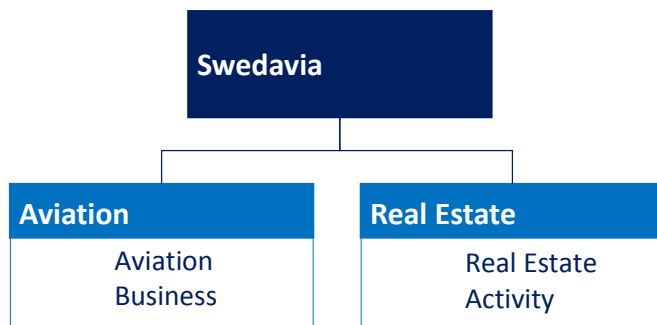 Swedavia
Aviation
Real Estate
Aviation
Business
Real Estate
Activity